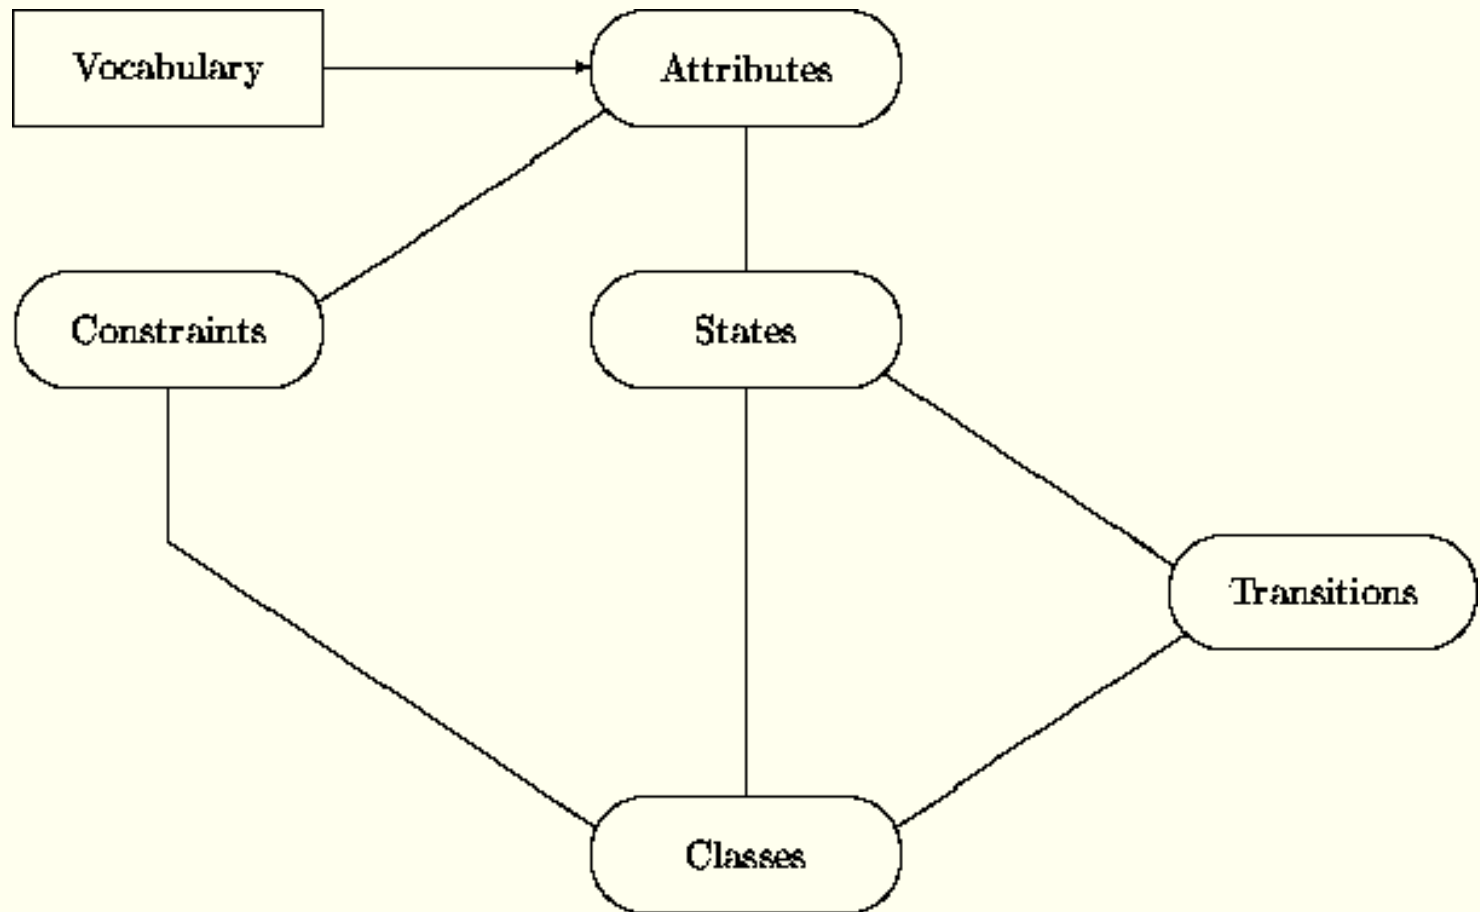 Vocabulary
Attributes
Constraints
States
Transitions
Classes